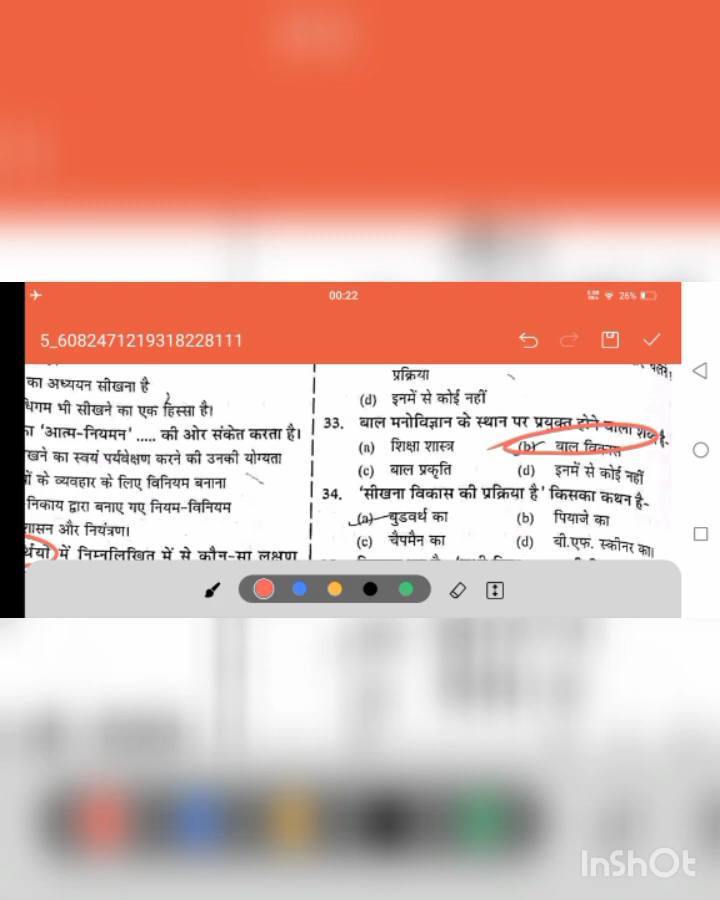 00:22
26%
5_6082471219318228111
का अध्ययन सीखना है
धिगम भी सीखने का एक हिस्सा है।
'आत्म-नियमन' ..... की ओर संकेत करता है।
रखने का स्वयं पर्यवेक्षण करने की उनकी योग्यता
के व्यवहार के लिए विनियम बनाना
निकाय द्वारा बनाए गए नियम-विनियम
शासन और नियंत्रण।
में निम्नलिखित में से कौन-सा लक्षण
प्रक्रिया
(d) इनमें से कोई नहीं
33. बाल मनोविज्ञान के स्थान पर प्रयुक्त होने वाला शब्द है-
(a) शिक्षा शास्त्र (b) बाल विकास
(c) बाल प्रकृति (d) इनमें से कोई नहीं
34. 'सीखना विकास की प्रक्रिया है' किसका कथन है-
(a) बुडवर्थ का (b) पियाजे का
(c) चैपमैन का (d) बी.एफ. स्कीनर का।
InShOt